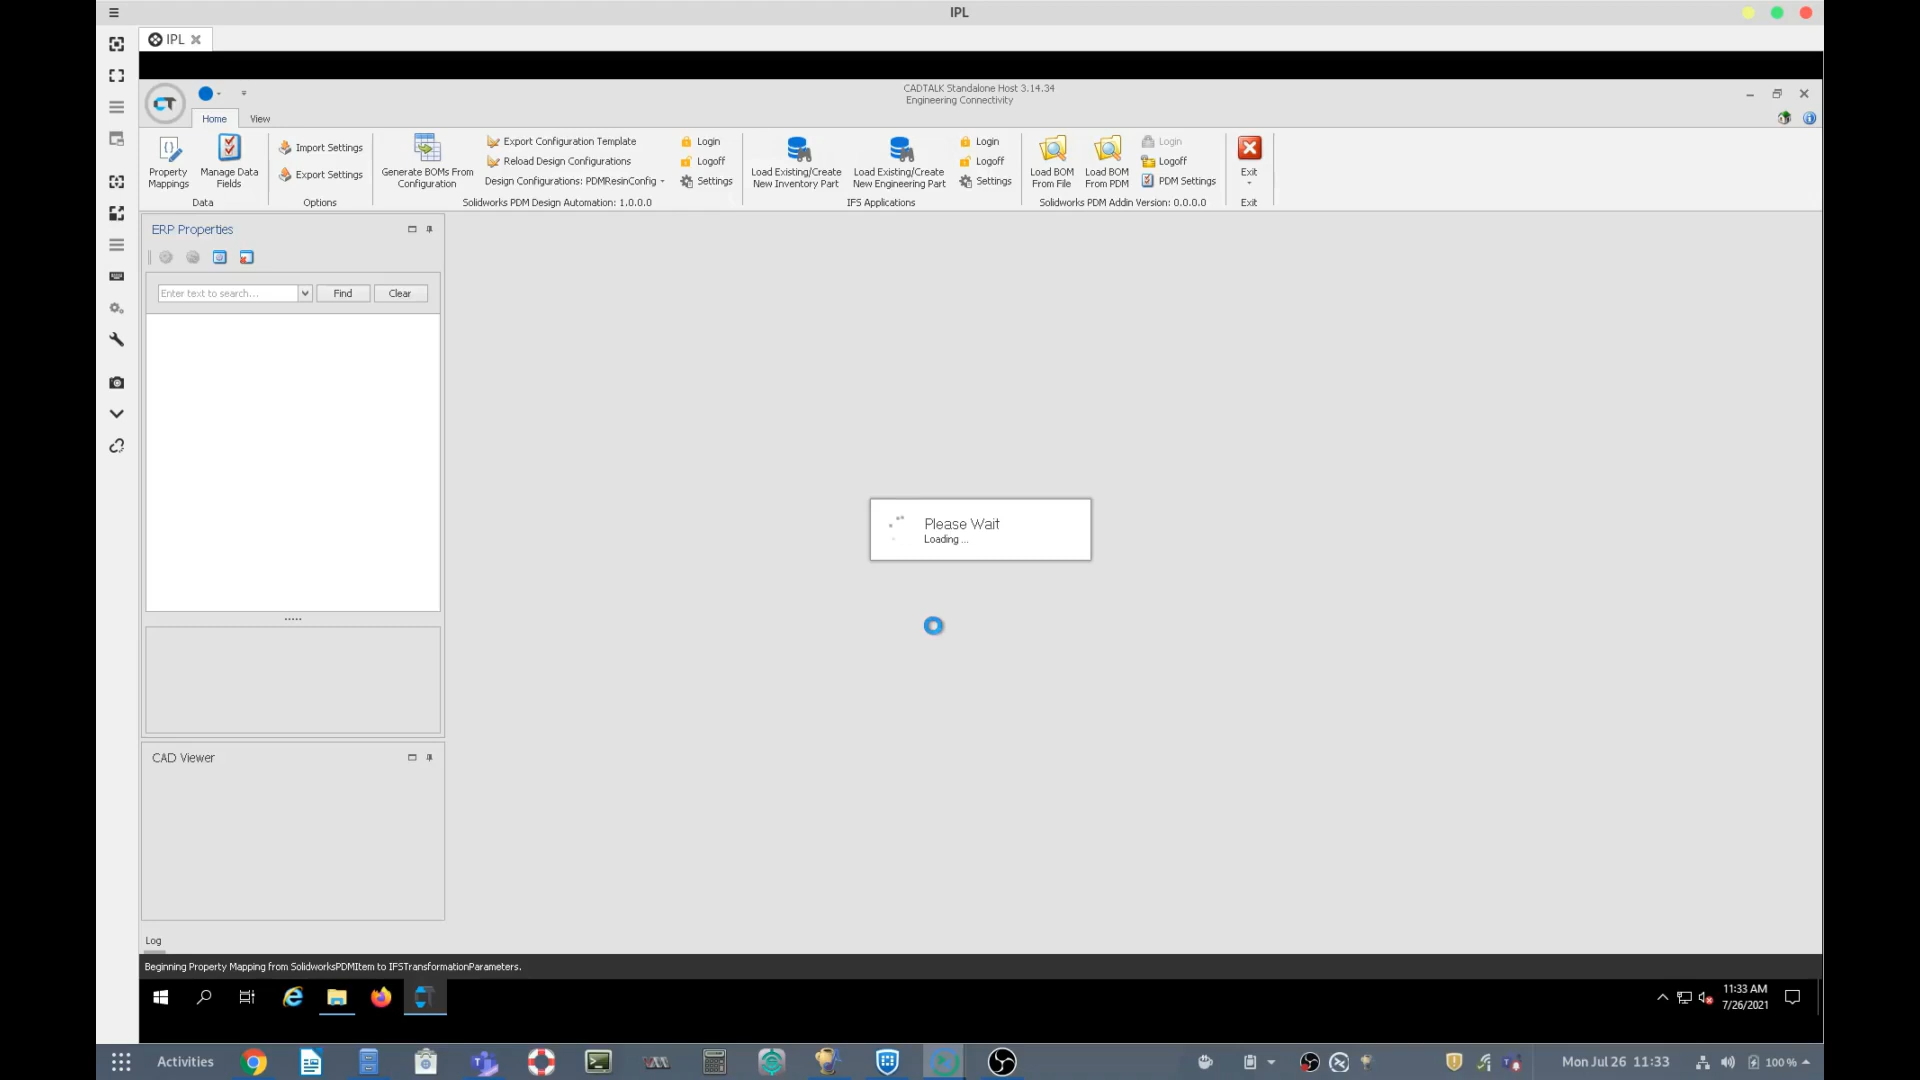 IPL
IPL
CADTALK Standalone Host 3.14.34
Engineering Connectivity
Home
View
Property Mappings
Manage Data Fields
Data
Import Settings
Export Settings
Options
Generate BOMs From Configuration
Export Configuration Template
Reload Design Configurations
Design Configurations: PDMResinConfig
Login
Logoff
Settings
Solidworks PDM Design Automation: 1.0.0.0
Load Existing/Create New Inventory Part
Load Existing/Create New Engineering Part
Login
Logoff
Settings
IFS Applications
Load BOM From File
Load BOM From PDM
Login
Logoff
PDM Settings
Solidworks PDM Addin Version: 0.0.0.0
Exit
Exit
ERP Properties
Enter text to search...
Find
Clear
Please Wait
Loading ...
CAD Viewer
Log
Beginning Property Mapping from SolidworksPDMItem to IFSTransformationParameters.
11:33 AM
7/26/2021
Activities
Mon Jul 26 11:33
100 %